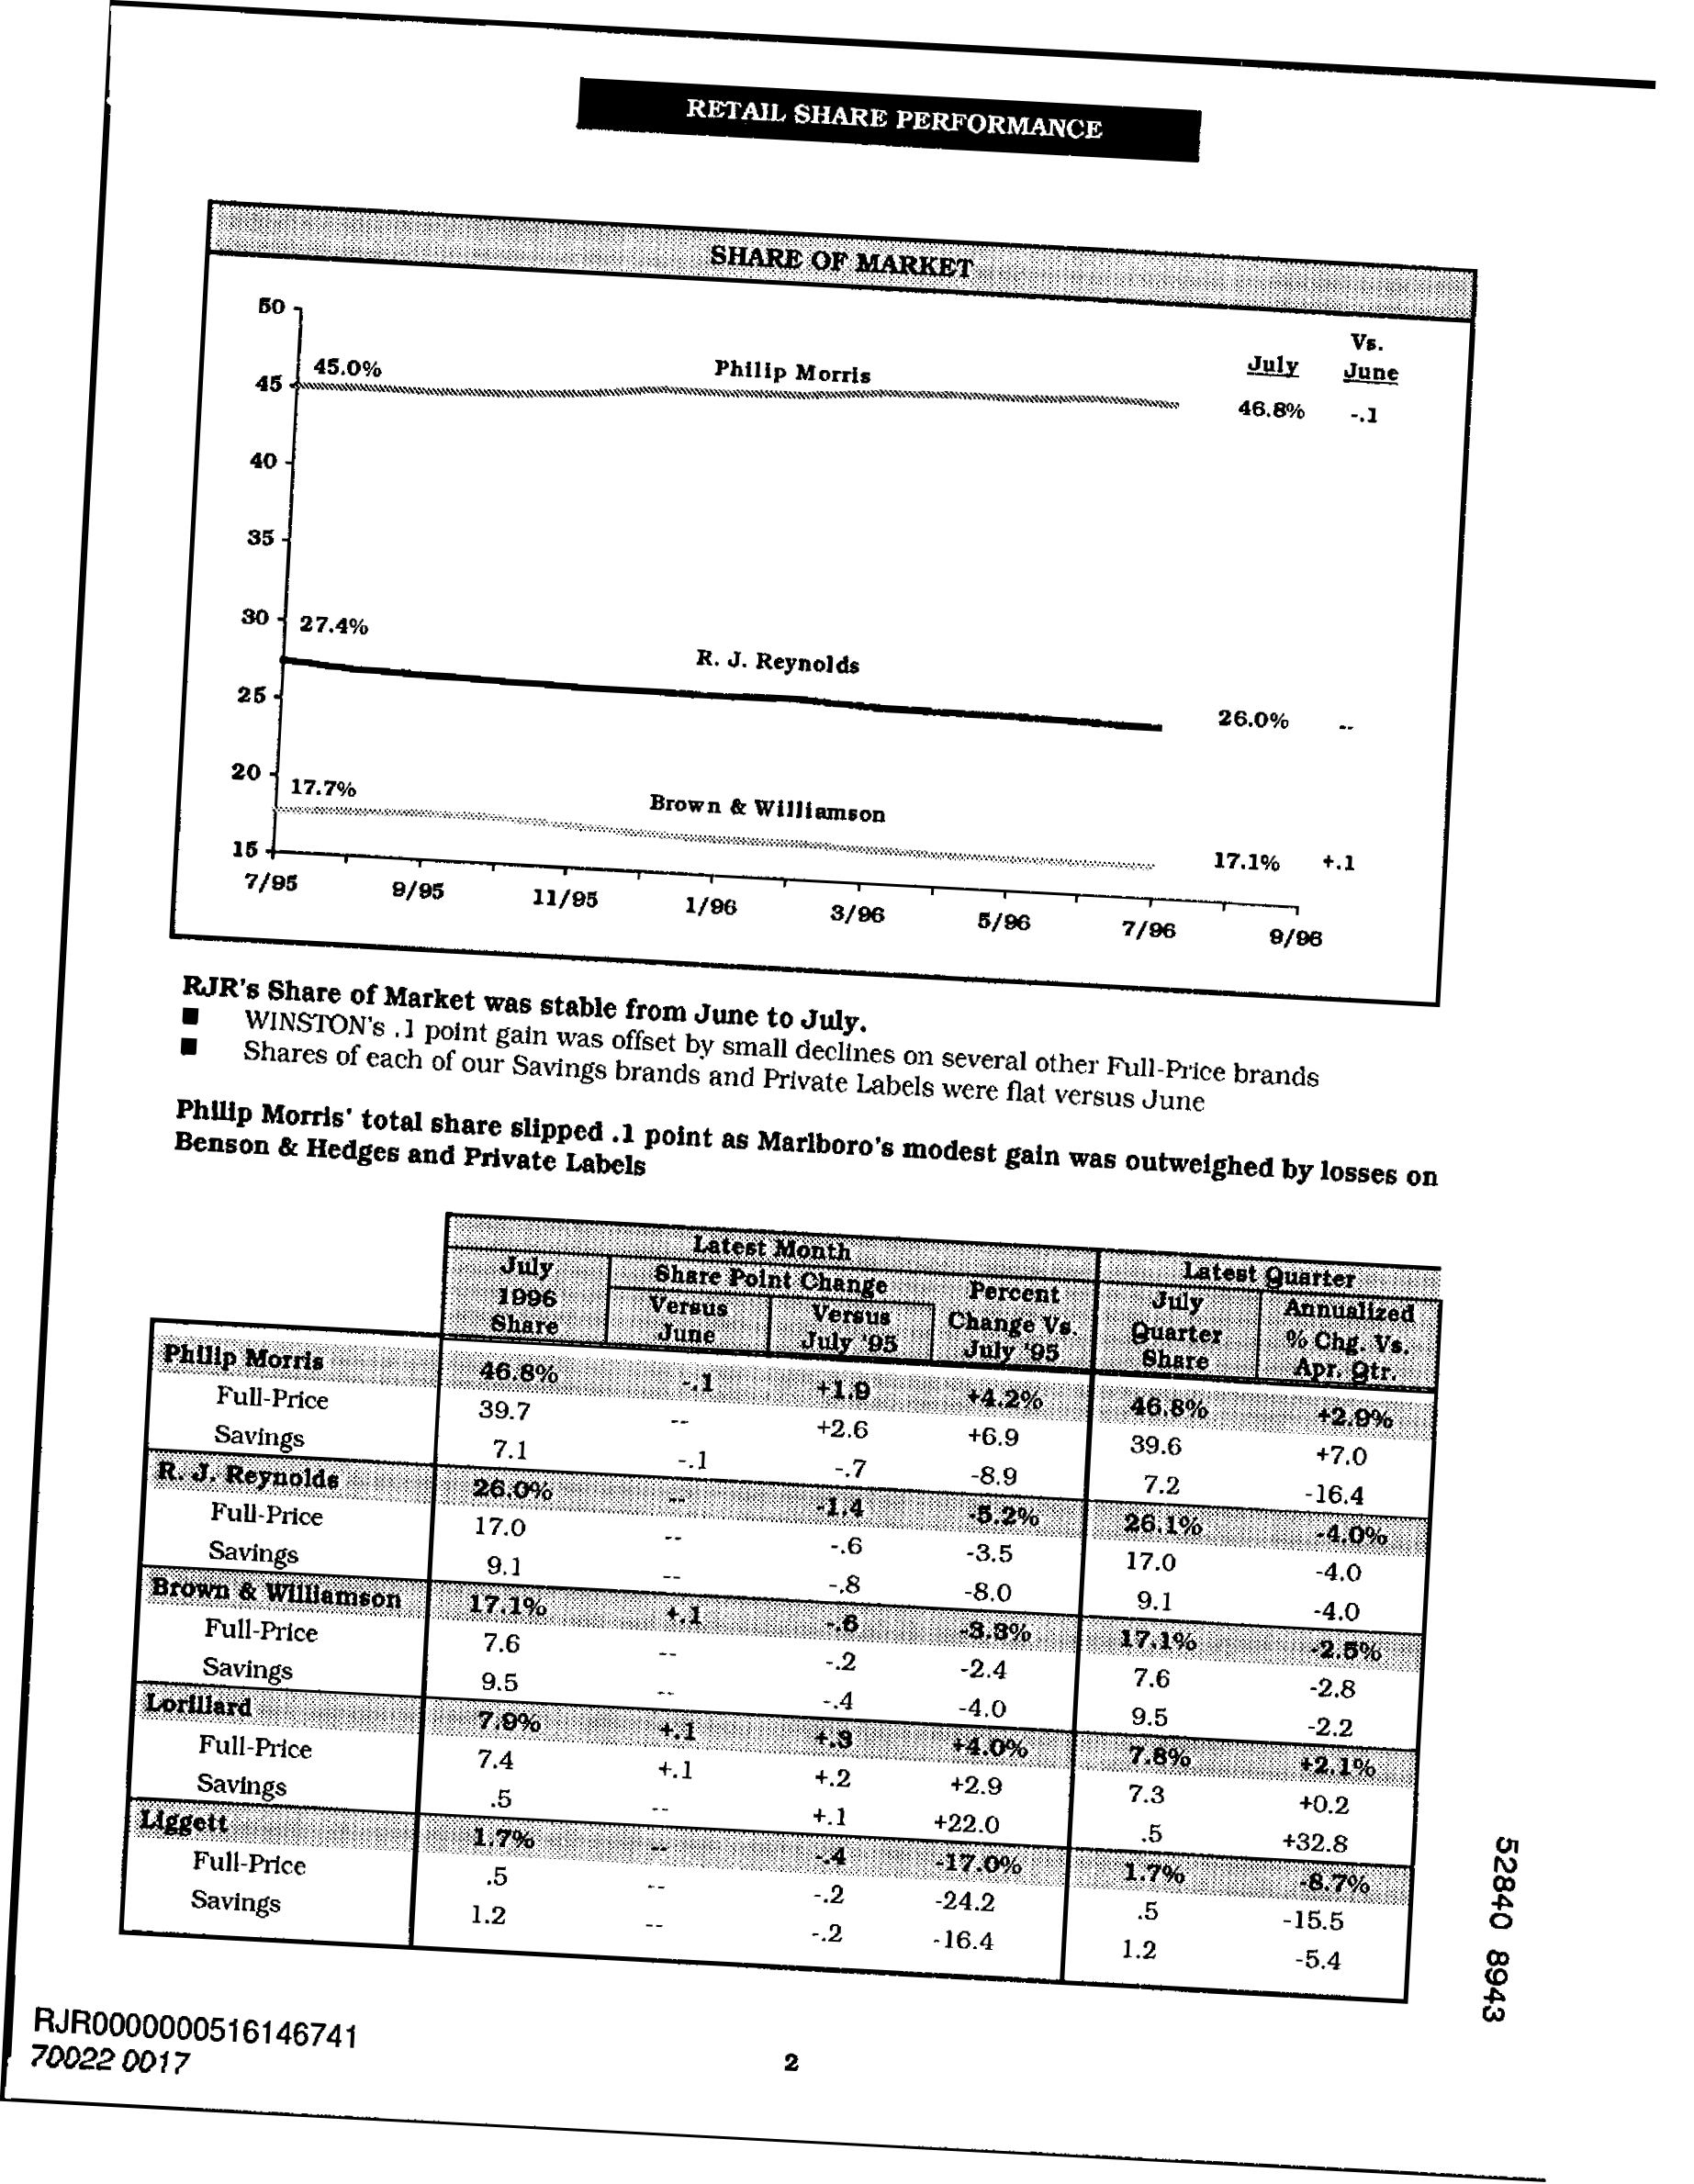 RETAIL SHARE PERFORMANCE
SHARE OF MARKET
Vs.
July June
50
45 45.0% Philip Morris 46.8% -.1
40
35
30 27.4%
R. J. Reynolds
25 26.0% --
20 17.7%
Brown & Williamson
15 17.1% +.1
7/95 9/95 11/95 1/96 3/96 5/96 7/96 9/96
RJR's Share of Market was stable from June to July.
■ WINSTON's .1 point gain was offset by small declines on several other Full-Price brands
■ Shares of each of our Savings brands and Private Labels were flat versus June
Philip Morris' total share slipped .1 point as Marlboro's modest gain was outweighed by losses on
Benson & Hedges and Private Labels
Latest Month Latest Quarter
July Share Point Change Percent July Annualized
1996 Versus Versus Change Vs. Quarter % Chg. Vs.
Share June July '95 July '95 Share Apr. Qtr.
Philip Morris 46.8% -.1 +1.9 +4.2% 46.8% +2.9%
Full-Price 39.7 -- +2.6 +6.9 39.6 +7.0
Savings 7.1 -.1 -.7 -8.9 7.2 -16.4
R. J. Reynolds 26.0% -- -1.4 -5.2% 26.1% -4.0%
Full-Price 17.0 -- -.6 -3.5 17.0 -4.0
Savings 9.1 -- -.8 -8.0 9.1 -4.0
Brown & Williamson 17.1% +.1 -.6 -3.3% 17.1% -2.5%
Full-Price 7.6 -- -.2 -2.4 7.6 -2.8
Savings 9.5 -- -.4 -4.0 9.5 -2.2
Lorillard 7.9% +.1 +.3 +4.0% 7.8% +2.1%
Full-Price 7.4 +.1 +.2 +2.9 7.3 +0.2
Savings .5 -- +.1 +22.0 .5 +32.8
Liggett 1.7% -- -.4 -17.0% 1.7% -8.7%
Full-Price .5 -- -.2 -24.2 .5 -15.5
Savings 1.2 -- -.2 -16.4 1.2 -5.4
52840 8943
RJR0000000516146741
70022 0017
2